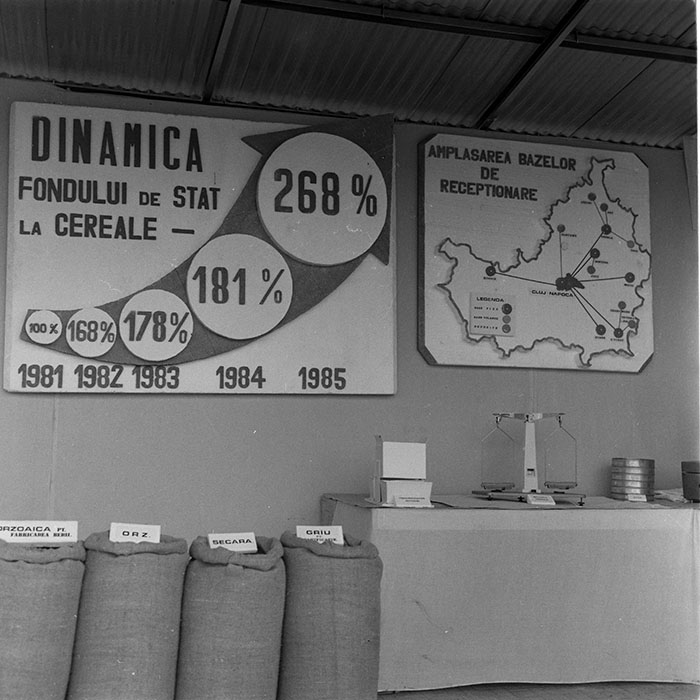 DINAMICA
FONDULUI DE STAT
LA CEREALE —
268 %
181 %
178%
168%
100 %
1981 1982 1983 1984 1985
AMPLASAREA BAZELOR
DE
RECEPTIONARE
CLUJ NAPOCA
LEGENDA
ORZOAICA PT.
FABRICAREA BERII.
ORZ.
SECARA
GRIU